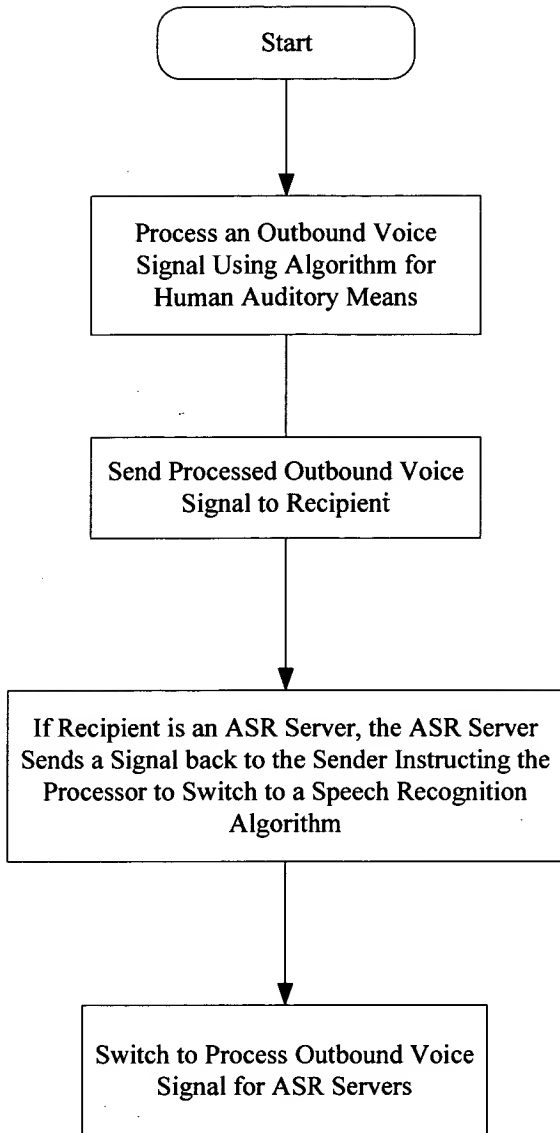 Start
Process an Outbound Voice
Signal Using Algorithm for
Human Auditory Means
Send Processed Outbound Voice
Signal to Recipient
If Recipient is an ASR Server, the ASR Server
Sends a Signal back to the Sender Instructing the
Processor to Switch to a Speech Recognition
Algorithm
Switch to Process Outbound Voice
Signal for ASR Servers